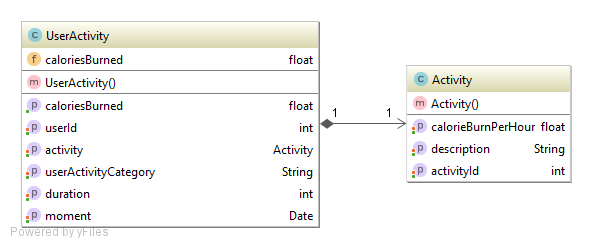 C UserActivity
f caloriesBurned float
m UserActivity()
p caloriesBurned float
p userId int
p activity Activity
p userActivityCategory String
p duration int
p moment Date
1 1
C Activity
m Activity()
p calorieBurnPerHour float
p description String
p activityId int
Powered by yFiles